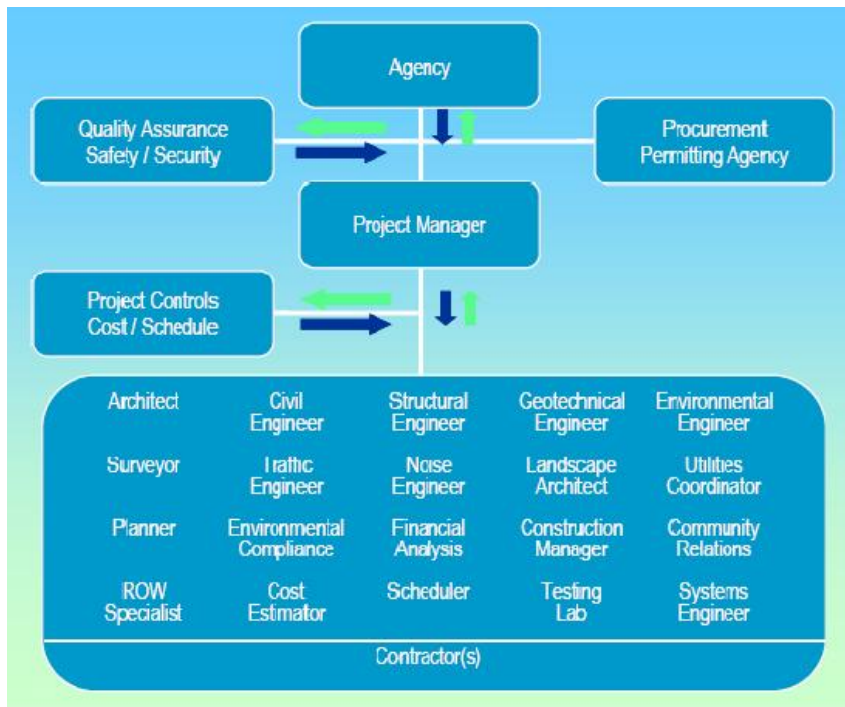 Agency
Quality Assurance
Safety / Security
Procurement
Permitting Agency
Project Manager
Project Controls
Cost / Schedule
Architect
Civil
Engineer
Structural
Engineer
Geotechnical
Engineer
Environmental
Engineer
Surveyor
Traffic
Engineer
Noise
Engineer
Landscape
Architect
Utilities
Coordinator
Planner
Environmental
Compliance
Financial
Analysis
Construction
Manager
Community
Relations
ROW
Specialist
Cost
Estimator
Scheduler
Testing
Lab
Systems
Engineer
Contractor(s)